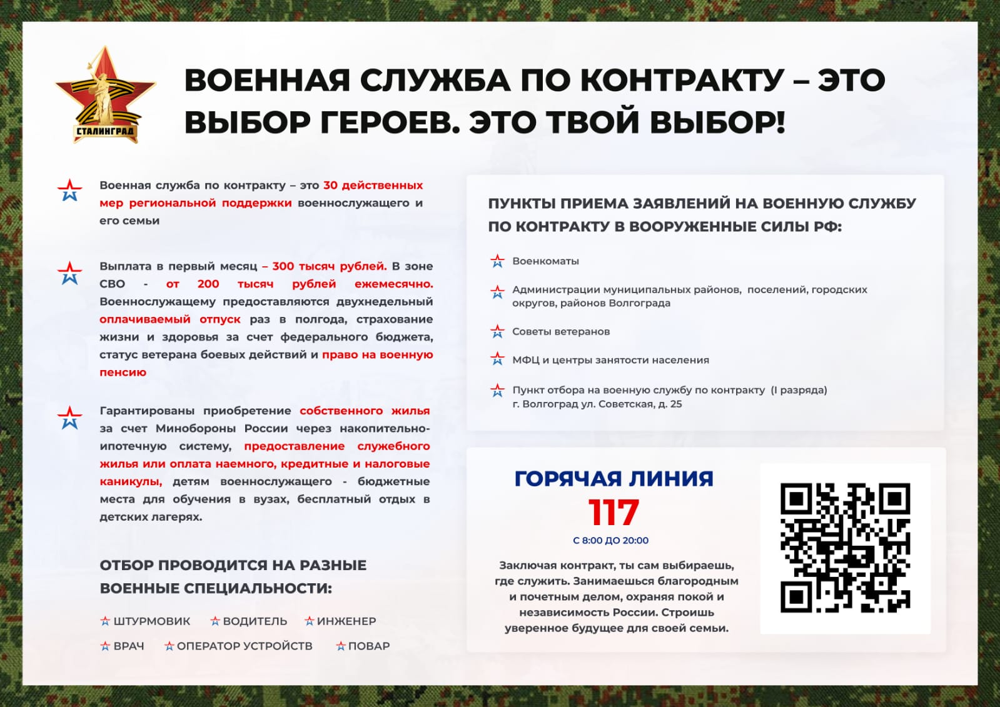 СТАЛИНГРАД
ВОЕННАЯ СЛУЖБА ПО КОНТРАКТУ – ЭТО
ВЫБОР ГЕРОЕВ. ЭТО ТВОЙ ВЫБОР!
Военная служба по контракту – это 30 действенных
мер региональной поддержки военнослужащего и
его семьи
Выплата в первый месяц – 300 тысяч рублей. В зоне
СВО - от 200 тысяч рублей ежемесячно.
Военнослужащему предоставляются двухнедельный
оплачиваемый отпуск раз в полгода, страхование
жизни и здоровья за счет федерального бюджета,
статус ветерана боевых действий и право на военную
пенсию
Гарантированы приобретение собственного жилья
за счет Минобороны России через накопительно-
ипотечную систему, предоставление служебного
жилья или оплата наемного, кредитные и налоговые
каникулы, детям военнослужащего - бюджетные
места для обучения в вузах, бесплатный отдых в
детских лагерях.
ОТБОР ПРОВОДИТСЯ НА РАЗНЫЕ
ВОЕННЫЕ СПЕЦИАЛЬНОСТИ:
ШТУРМОВИК ВОДИТЕЛЬ ИНЖЕНЕР
ВРАЧ ОПЕРАТОР УСТРОЙСТВ ПОВАР
ПУНКТЫ ПРИЕМА ЗАЯВЛЕНИЙ НА ВОЕННУЮ СЛУЖБУ
ПО КОНТРАКТУ В ВООРУЖЕННЫЕ СИЛЫ РФ:
Военкоматы
Администрации муниципальных районов, поселений, городских
округов, районов Волгограда
Советы ветеранов
МФЦ и центры занятости населения
Пункт отбора на военную службу по контракту (I разряда)
г. Волгоград ул. Советская, д. 25
ГОРЯЧАЯ ЛИНИЯ
117
С 8:00 ДО 20:00
Заключая контракт, ты сам выбираешь,
где служить. Занимаешься благородным
и почетным делом, охраняя покой и
независимость России. Строишь
уверенное будущее для своей семьи.